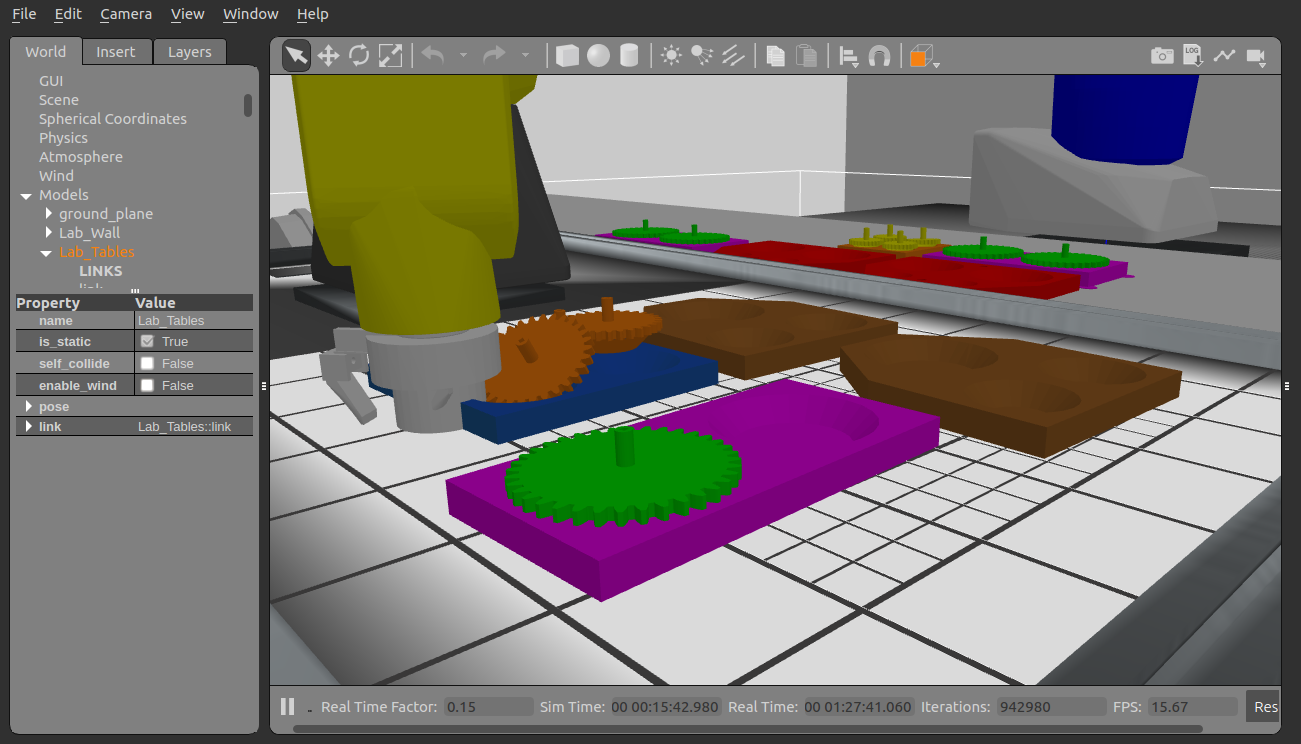 File Edit Camera View Window Help
World Insert Layers
LOG
GUI
Scene
Spherical Coordinates
Physics
Atmosphere
Wind
Models
ground_plane
Lab_Wall
Lab_Tables
LINKS
link
Property Value
name Lab_Tables
is_static True
self_collide False
enable_wind False
pose
link Lab_Tables::link
Real Time Factor: 0.15 Sim Time: 00 00:15:42.980 Real Time: 00 01:27:41.060 Iterations: 942980 FPS: 15.67 Res